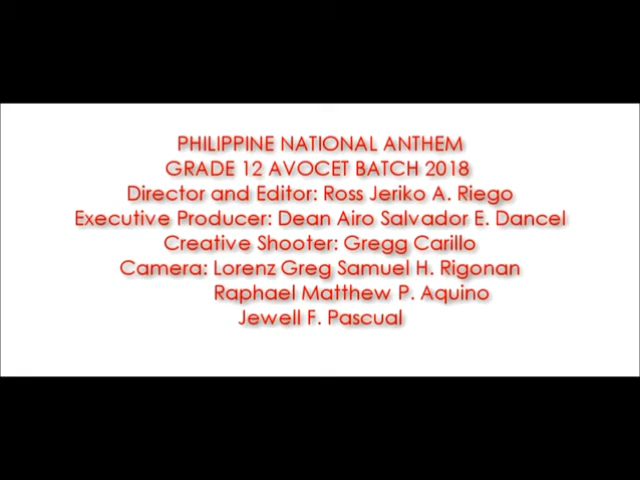 PHILIPPINE NATIONAL ANTHEM
GRADE 12 AVOCET BATCH 2018
Director and Editor: Ross Jeriko A. Riego
Executive Producer: Dean Airo Salvador E. Dancel
Creative Shooter: Gregg Carillo
Camera: Lorenz Greg Samuel H. Rigonan
Raphael Matthew P. Aquino
Jewell F. Pascual